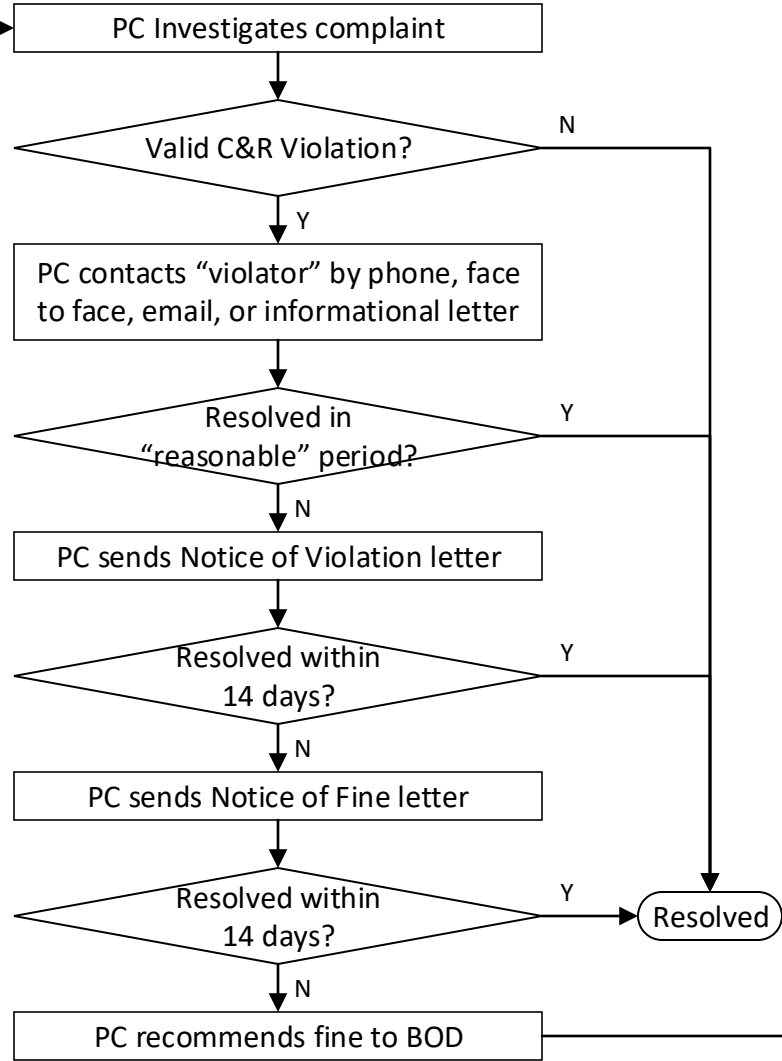 PC Investigates complaint
Valid C&R Violation?
N
Y
PC contacts “violator” by phone, face
to face, email, or informational letter
Resolved in
“reasonable” period?
Y
N
PC sends Notice of Violation letter
Resolved within
14 days?
Y
N
PC sends Notice of Fine letter
Resolved within
14 days?
Y
Resolved
N
PC recommends fine to BOD